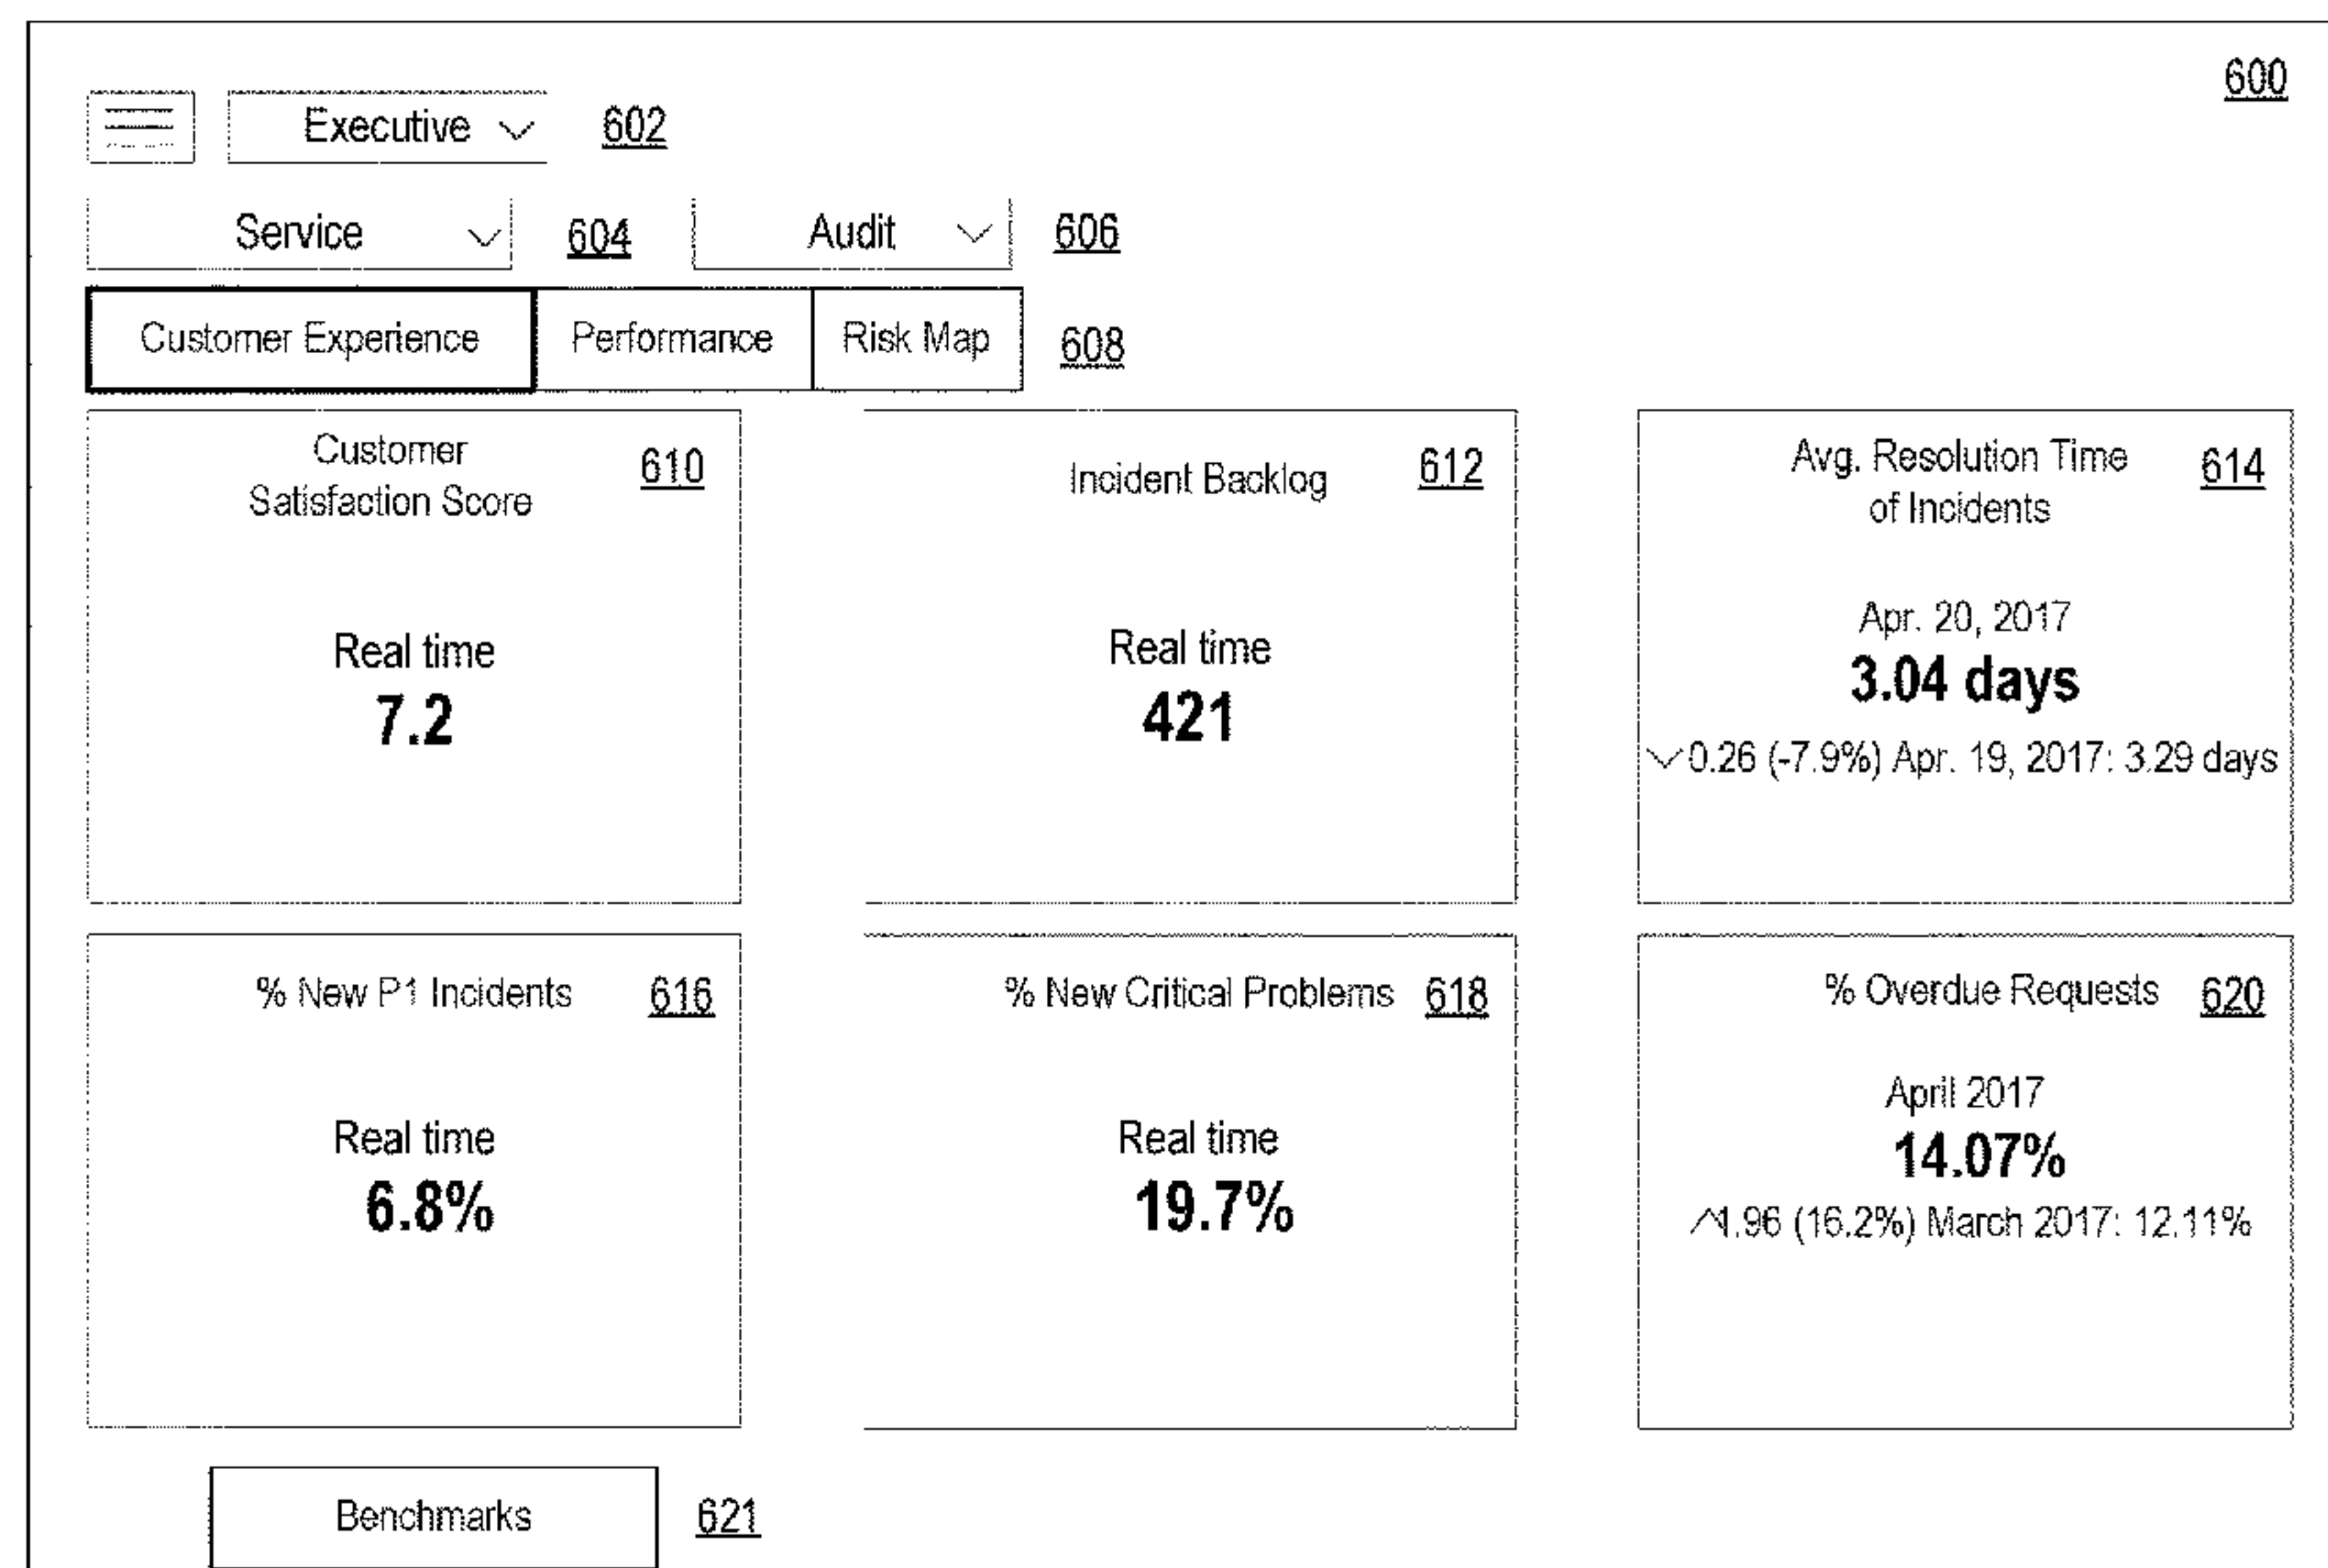 600
Executive 602
Service 604 Audit 606
Customer Experience Performance Risk Map 608
Customer
Satisfaction Score 610
Real time
7.2
Incident Backlog 612
Real time
421
Avg. Resolution Time
of Incidents 614
Apr. 20, 2017
3.04 days
0.26 (-7.9%) Apr. 19, 2017: 3.29 days
% New P1 Incidents 616
Real time
6.8%
% New Critical Problems 618
Real time
19.7%
% Overdue Requests 620
April 2017
14.07%
1.96 (16.2%) March 2017: 12.11%
Benchmarks 621